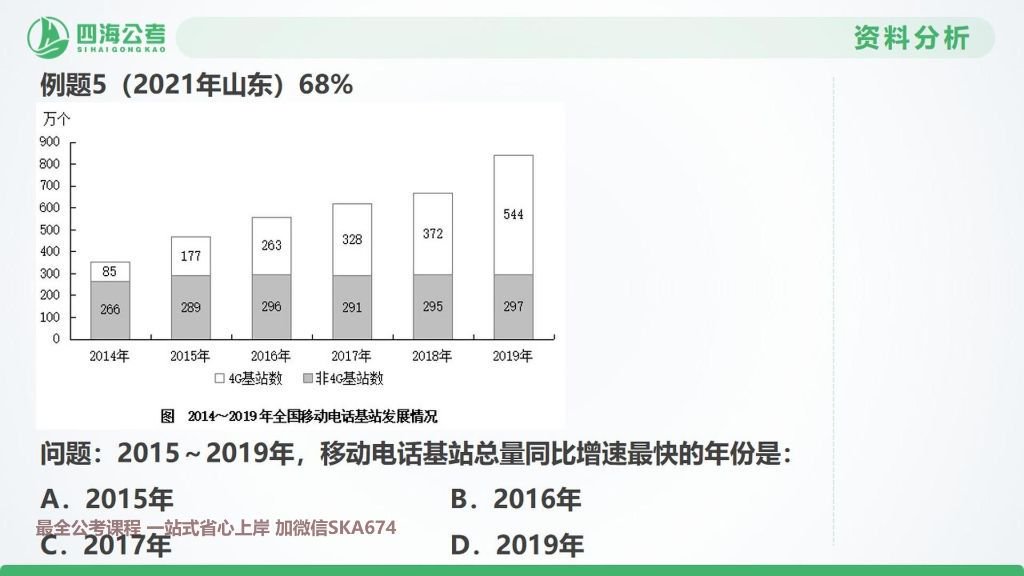 四海公考
SIHAIGONGKAO
资料分析
例题5（2021年山东）68%
万个
900
800
700
600
500
400
300
200
100
0
85
177
263
328
372
544
266
289
296
291
295
297
2014年 2015年 2016年 2017年 2018年 2019年
4G基站数 非4G基站数
图 2014～2019年全国移动电话基站发展情况
问题：2015～2019年，移动电话基站总量同比增速最快的年份是：
A．2015年 B．2016年
最全公考课程 一站式省心上岸 加微信SKA674
C．2017年 D．2019年